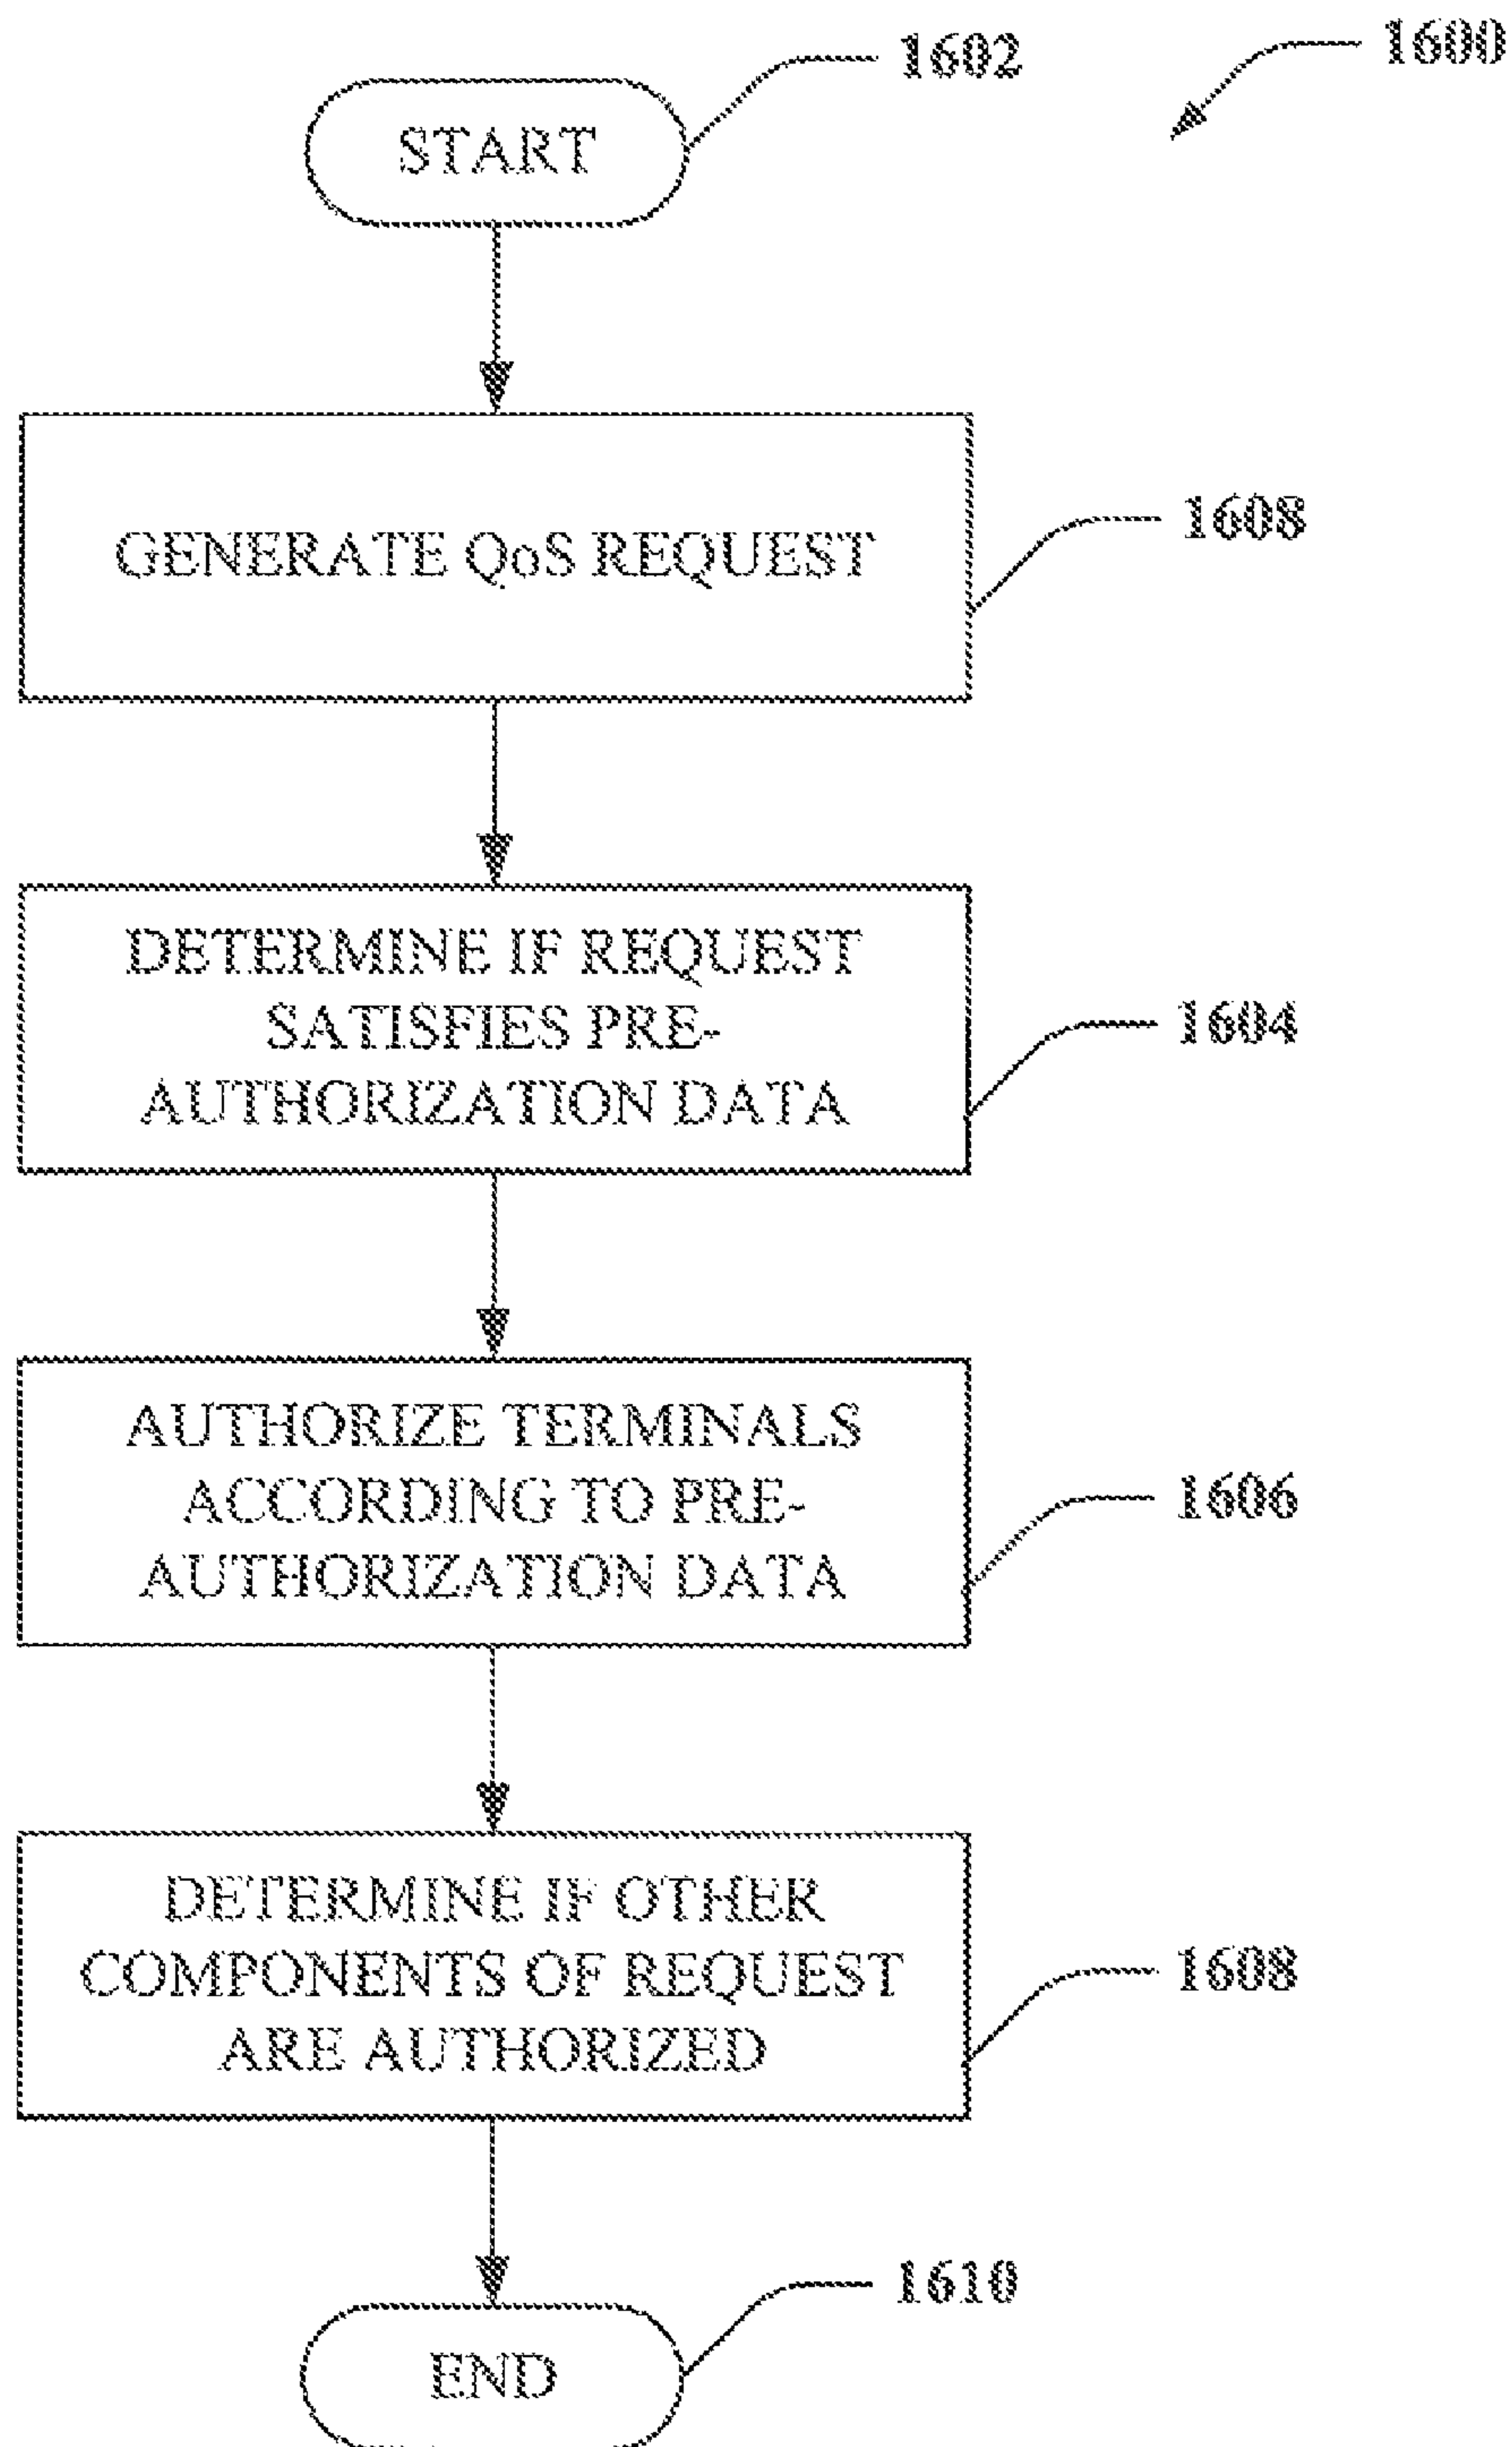 1600
1602
START
GENERATE QoS REQUEST
1608
DETERMINE IF REQUEST
SATISFIES PRE-
AUTHORIZATION DATA
1604
AUTHORIZE TERMINALS
ACCORDING TO PRE-
AUTHORIZATION DATA
1606
DETERMINE IF OTHER
COMPONENTS OF REQUEST
ARE AUTHORIZED
1608
1610
END